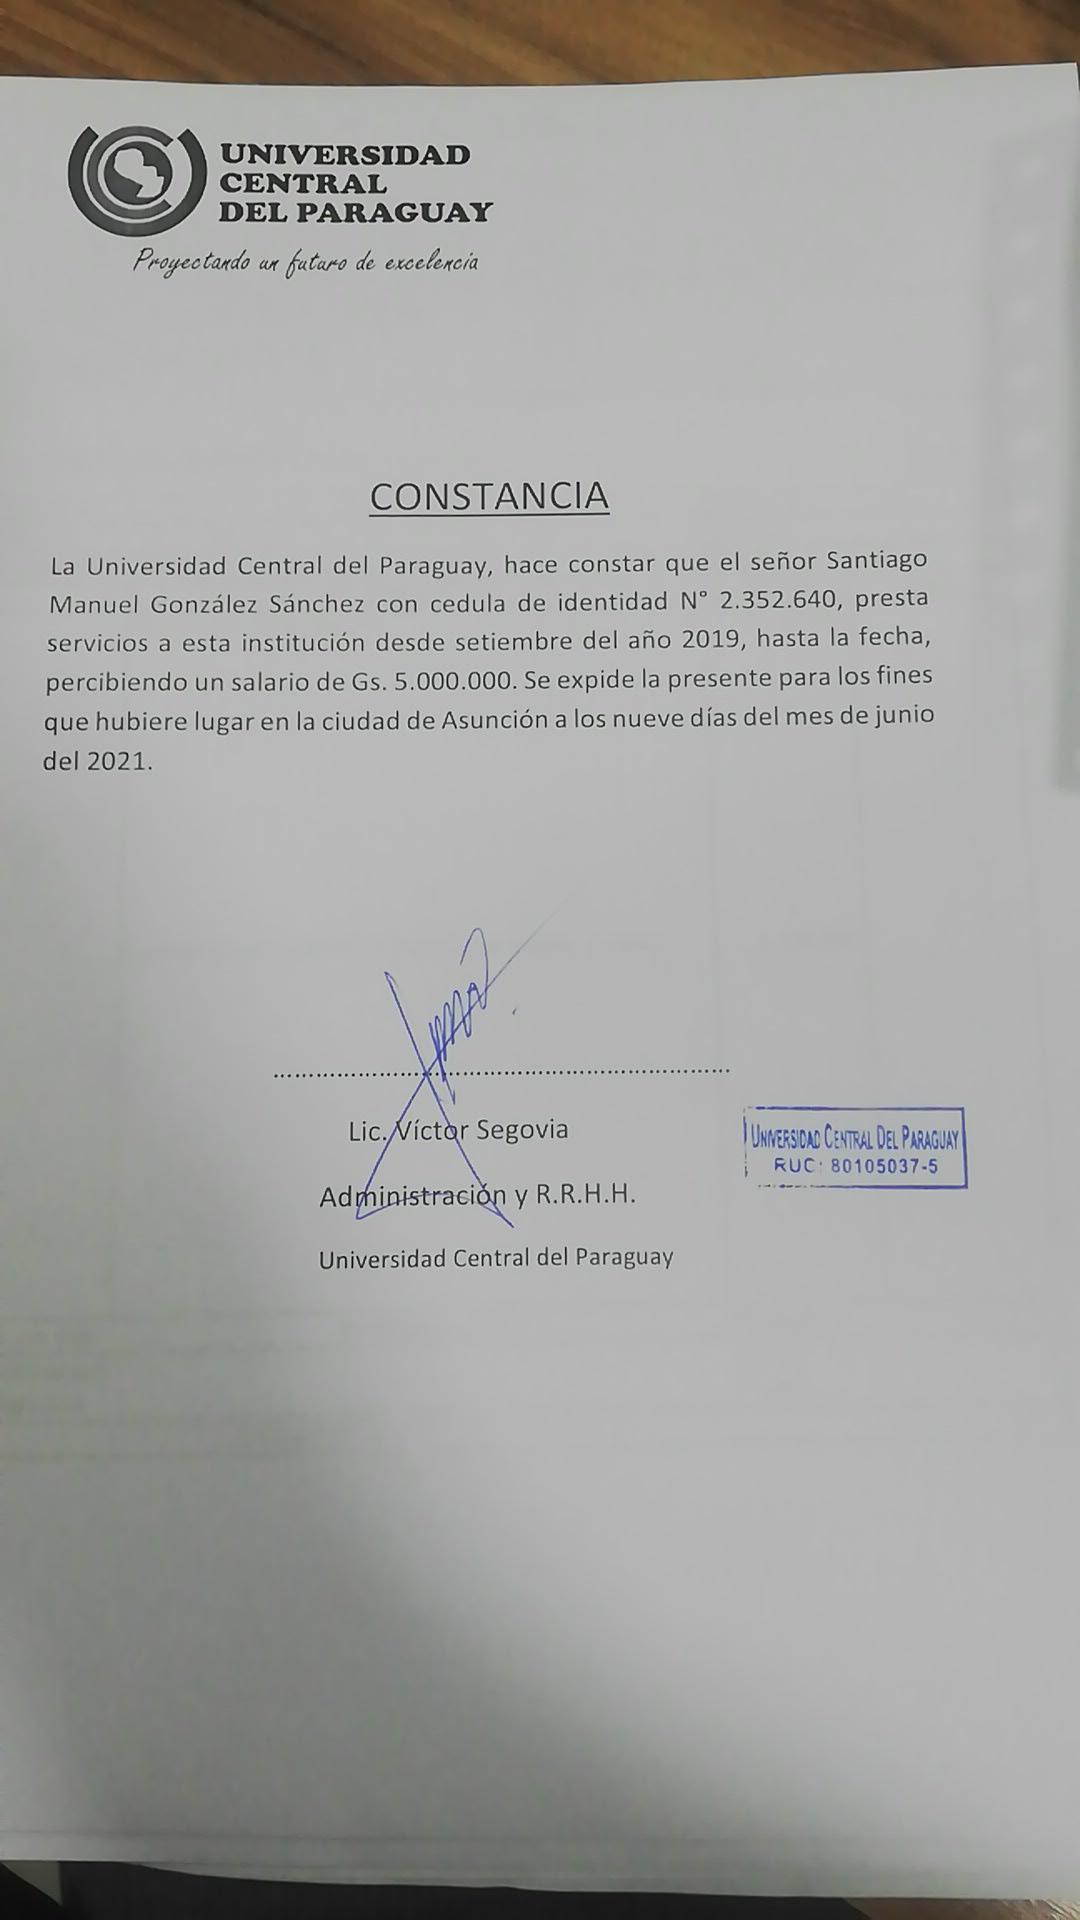 UNIVERSIDAD
CENTRAL
DEL PARAGUAY
Proyectando un futuro de excelencia
CONSTANCIA
La Universidad Central del Paraguay, hace constar que el señor Santiago
Manuel González Sánchez con cedula de identidad N° 2.352.640, presta
servicios a esta institución desde setiembre del año 2019, hasta la fecha,
percibiendo un salario de Gs. 5.000.000. Se expide la presente para los fines
que hubiere lugar en la ciudad de Asunción a los nueve días del mes de junio
del 2021.
Lic. Víctor Segovia
Administración y R.R.H.H.
Universidad Central del Paraguay
UNIVERSIDAD CENTRAL DEL PARAGUAY
RUC: 80105037-5